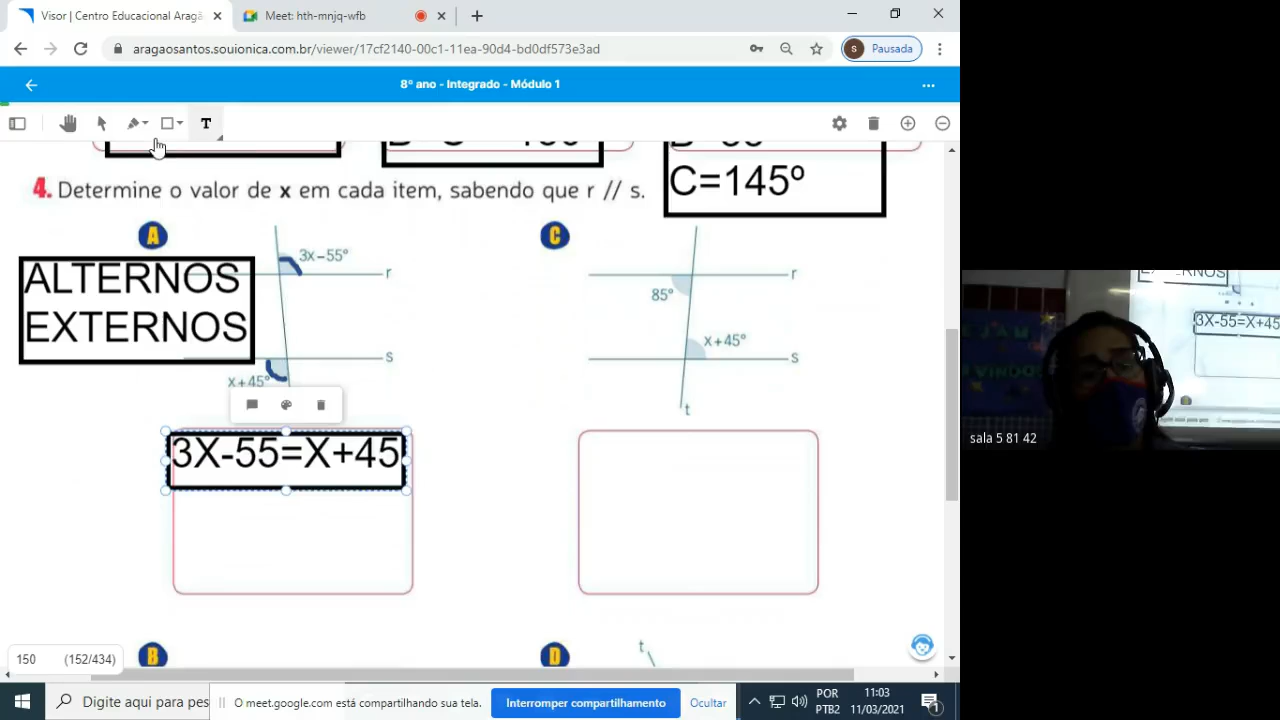 Visor | Centro Educacional Aragã
Meet: hth-mnjq-wfb
aragaosantos.souionica.com.br/viewer/17cf2140-00c1-11ea-90d4-bd0df573e3ad
s
Pausada
8º ano - Integrado - Módulo 1
T
C=145º
4. Determine o valor de x em cada item, sabendo que r // s.
A
3x–55°
r
ALTERNOS
EXTERNOS
s
x+45°
3X-55=X+45
C
r
85°
x+45°
s
t
B
D
t
150 (152/434)
3X-55=X+45
sala 5 81 42
Digite aqui para pes
O meet.google.com está compartilhando sua tela.
Interromper compartilhamento
Ocultar
POR
PTB2
11:03
11/03/2021
1